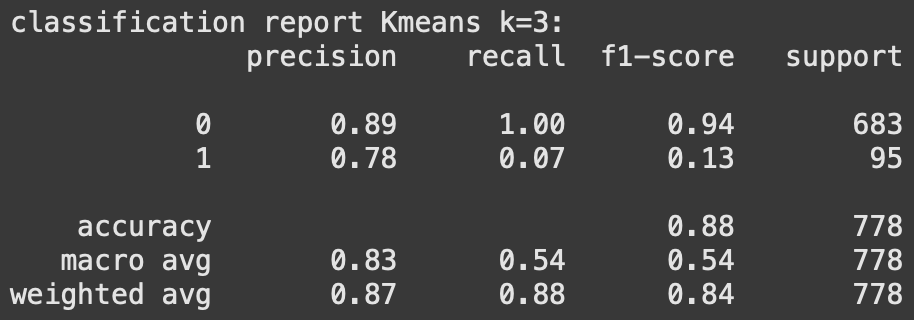 classification report Kmeans k=3:
precision recall f1-score support
0 0.89 1.00 0.94 683
1 0.78 0.07 0.13 95
accuracy 0.88 778
macro avg 0.83 0.54 0.54 778
weighted avg 0.87 0.88 0.84 778